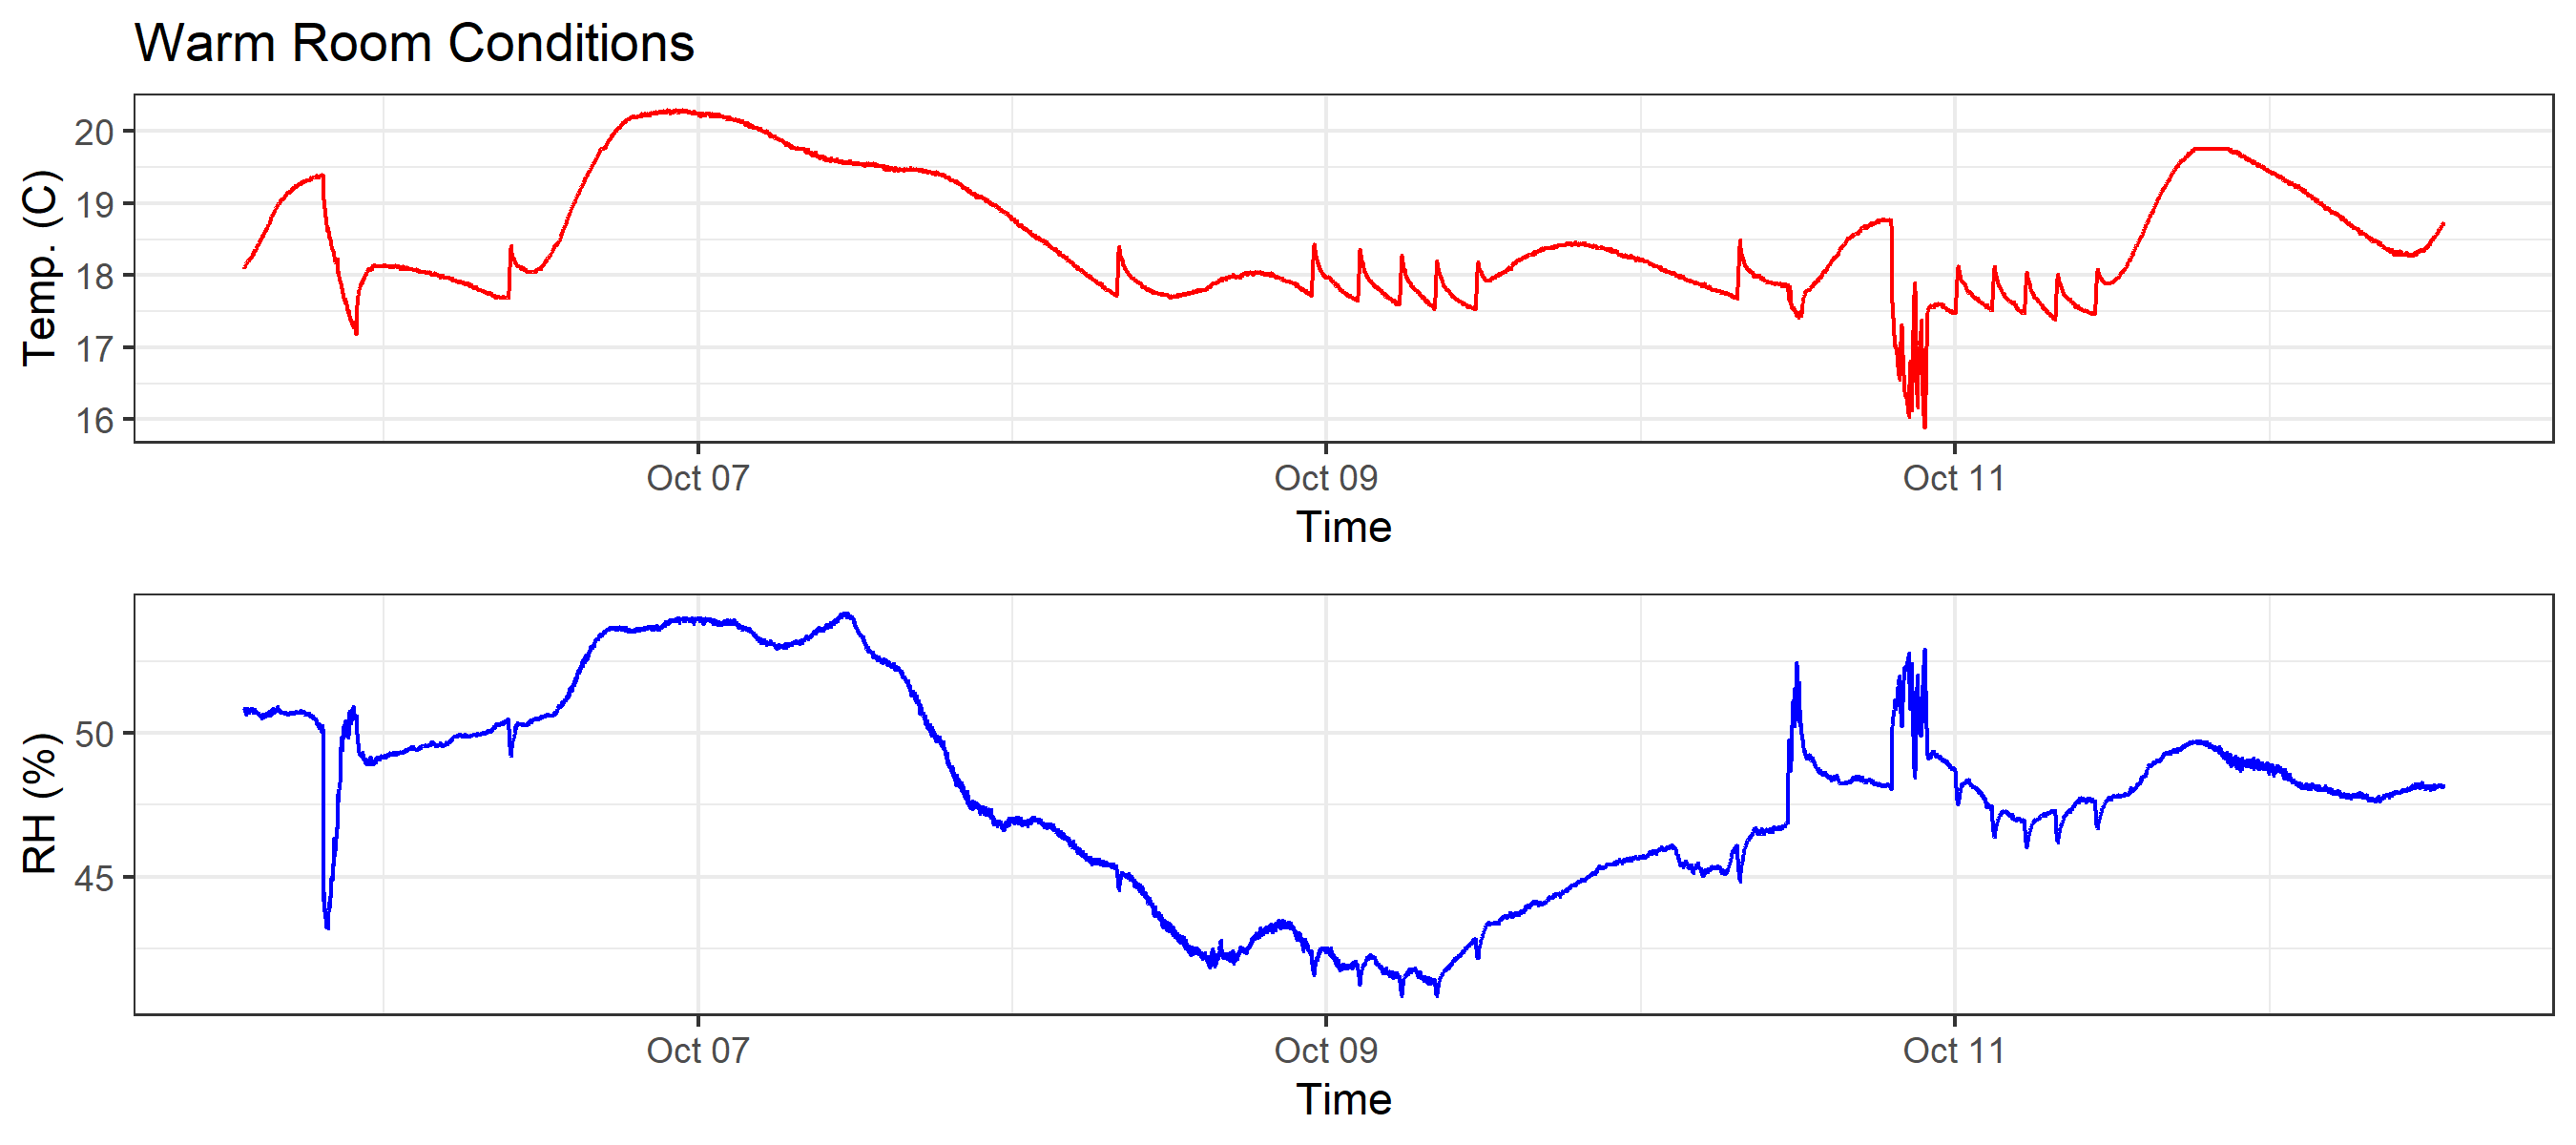 Warm Room Conditions
Temp. (C)
20
19
18
17
16
Oct 07 Oct 09 Oct 11
Time
RH (%)
50
45
Oct 07 Oct 09 Oct 11
Time